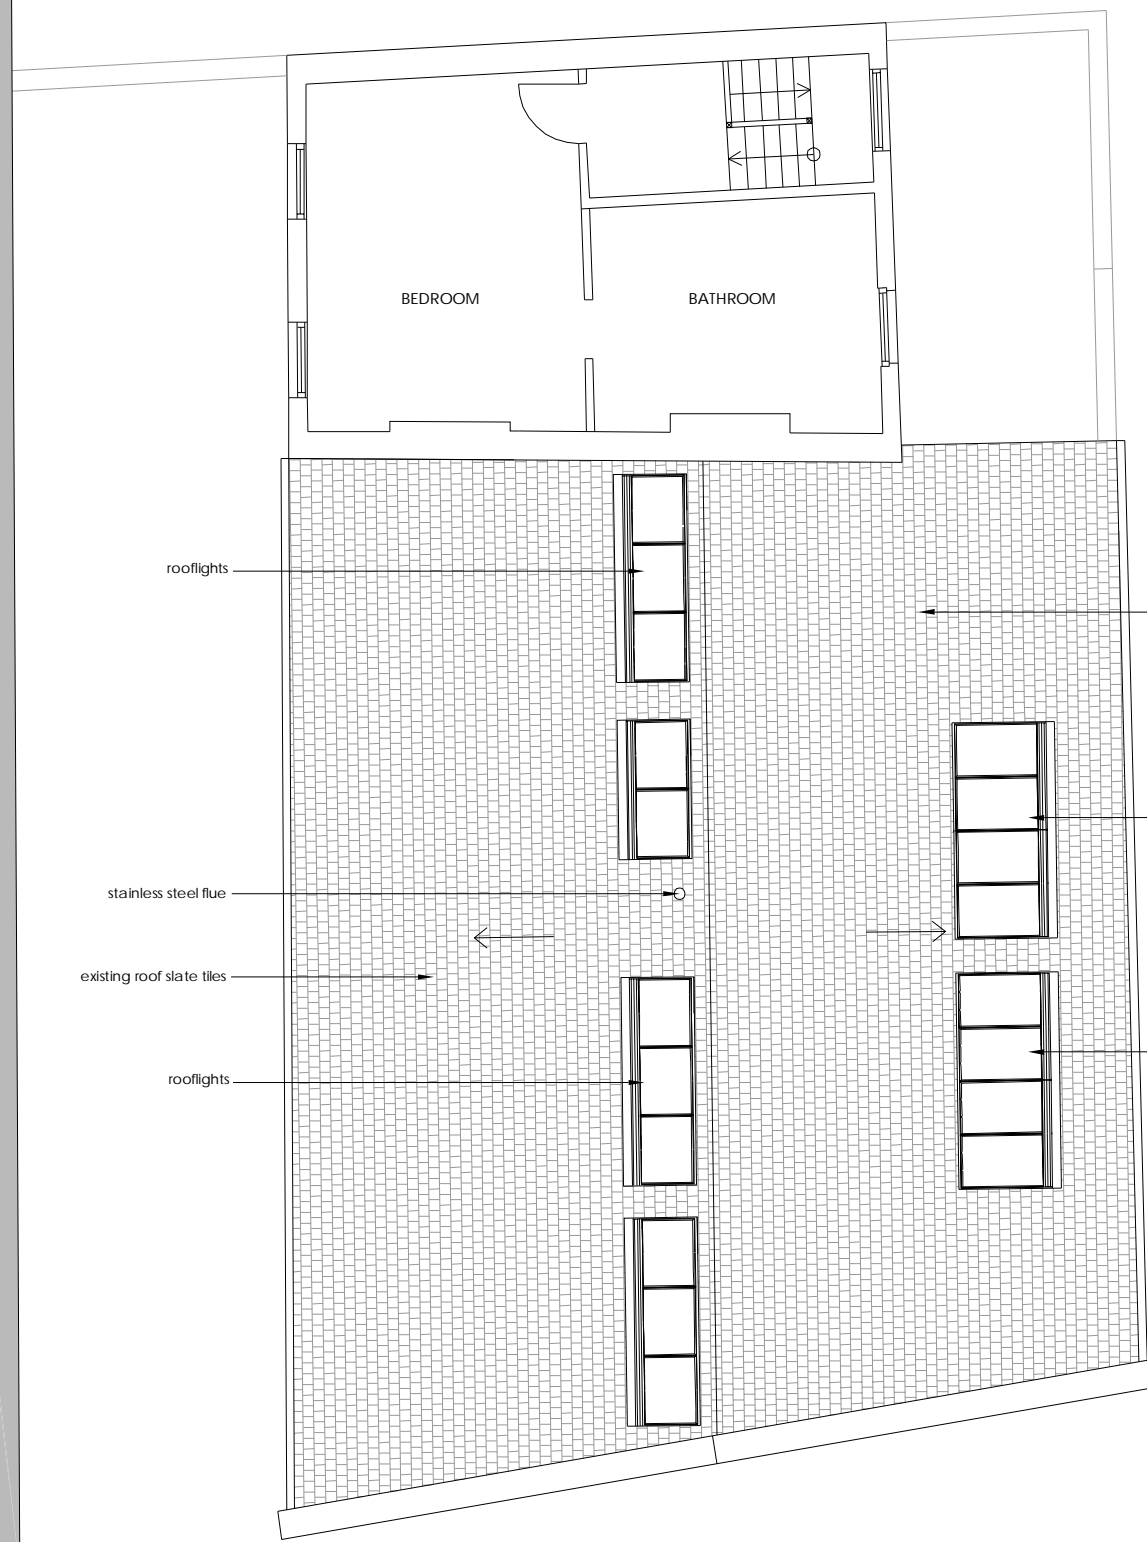 BEDROOM
BATHROOM
rooflights
stainless steel flue
existing roof slate tiles
rooflights